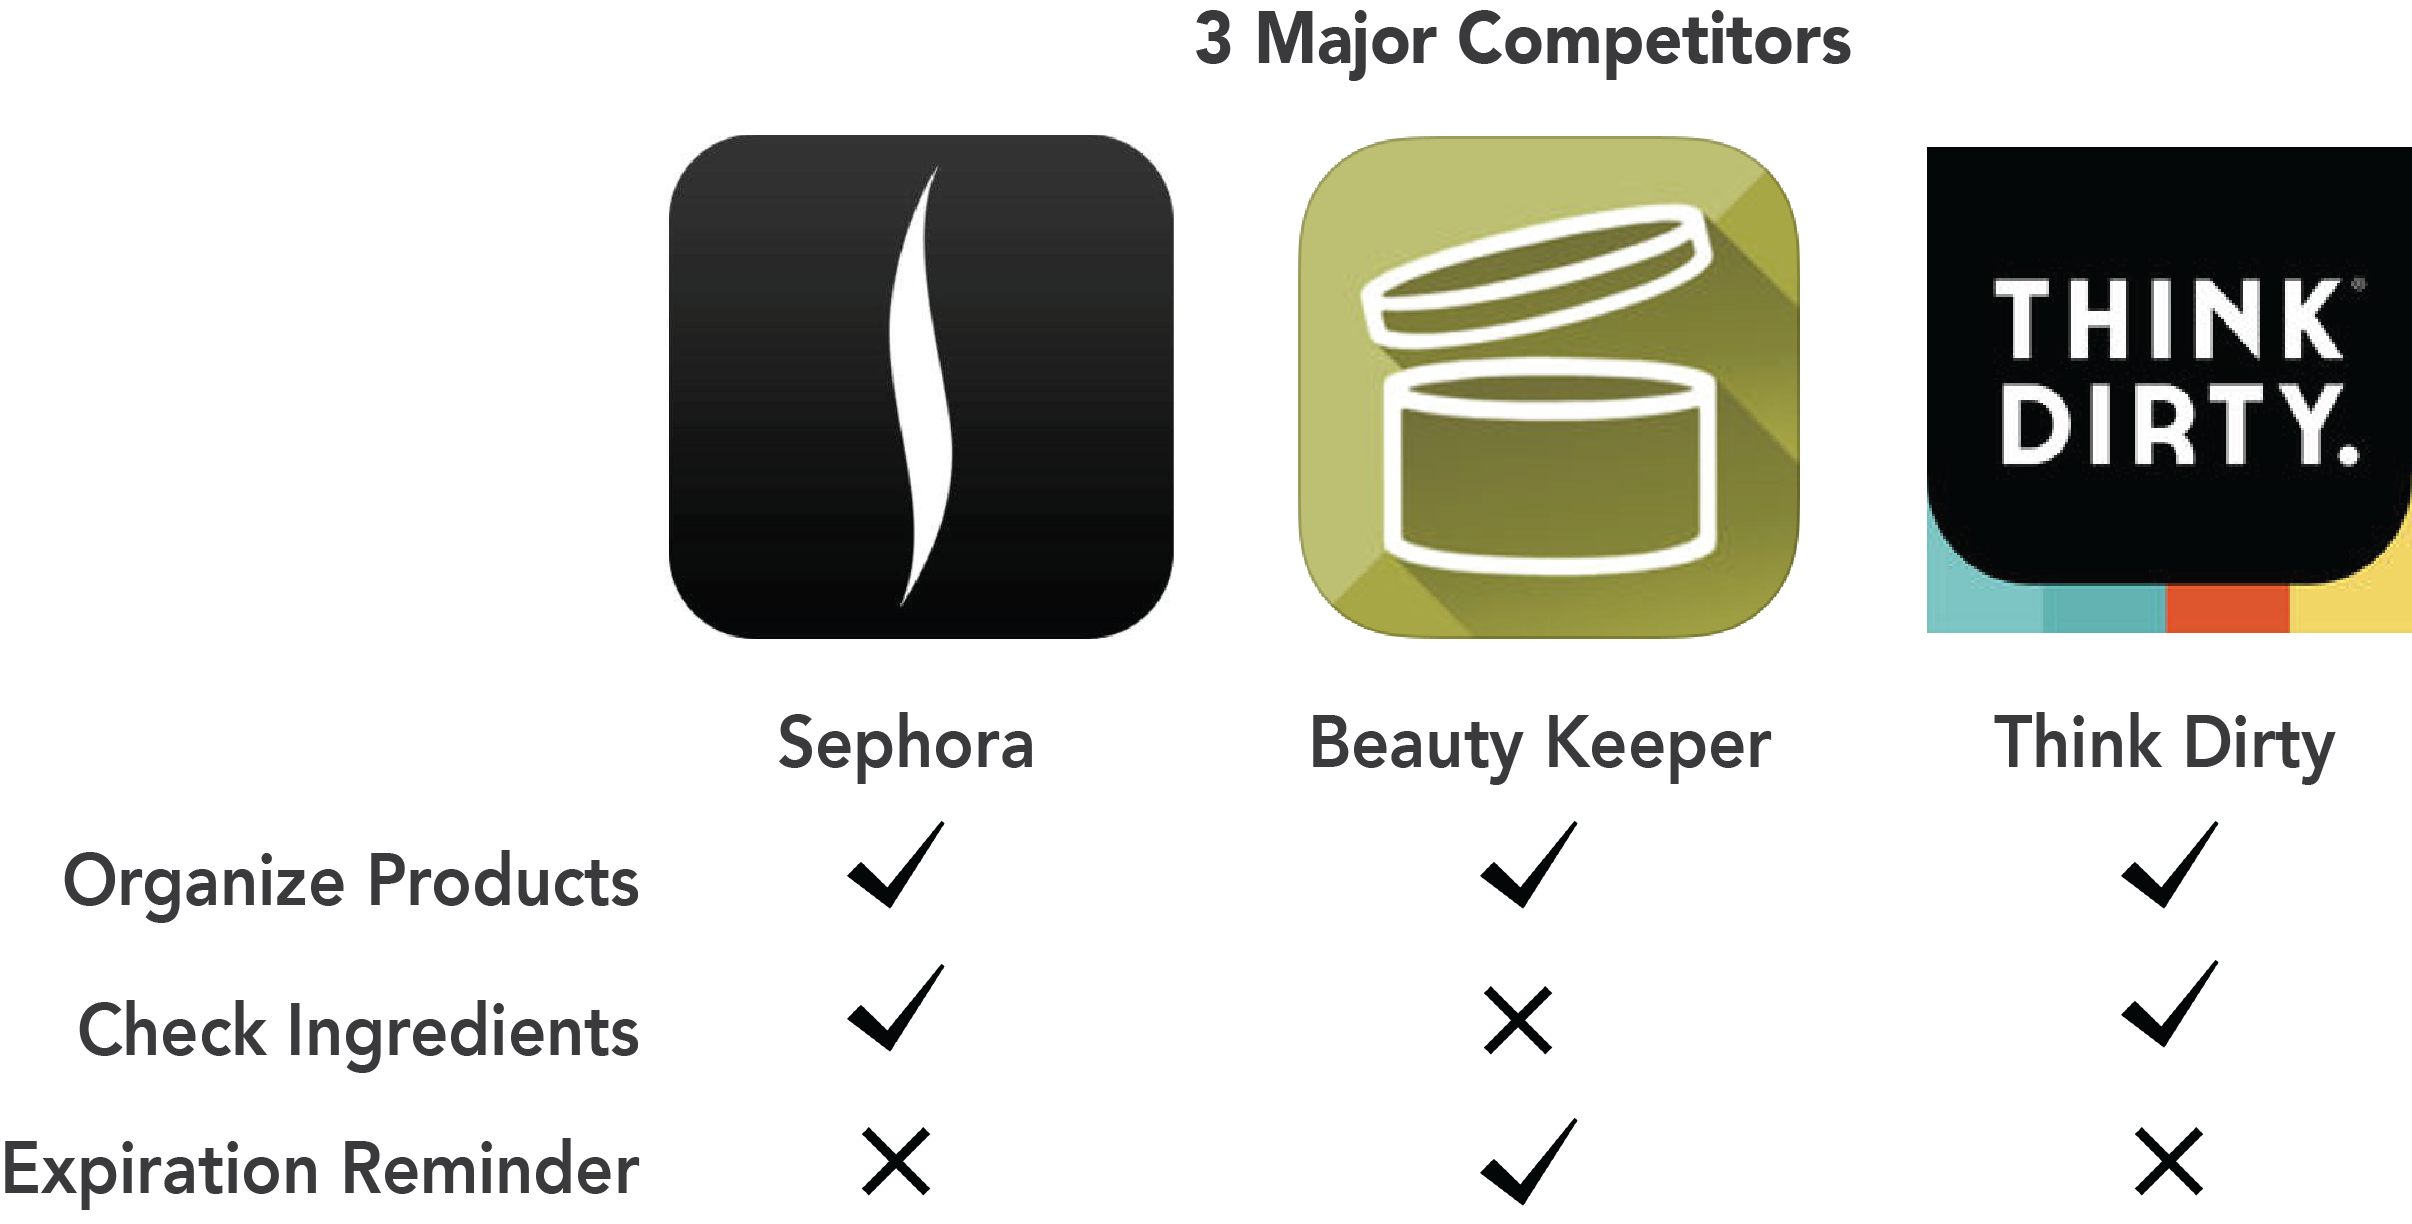 3 Major Competitors
THINK®
DIRTY.
Sephora Beauty Keeper Think Dirty
Organize Products ✓ ✓ ✓
Check Ingredients ✓ ✕ ✓
Expiration Reminder ✕ ✓ ✕